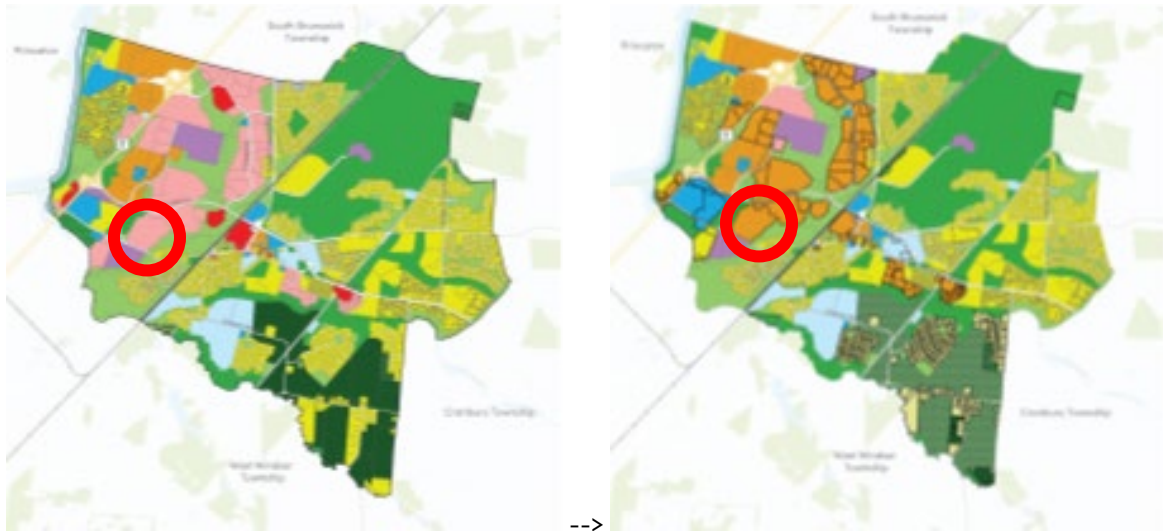 South Brunswick
Township
Princeton
Cranbury Township
West Windsor
Township
-->
South Brunswick
Township
Princeton
Cranbury Township
West Windsor
Township